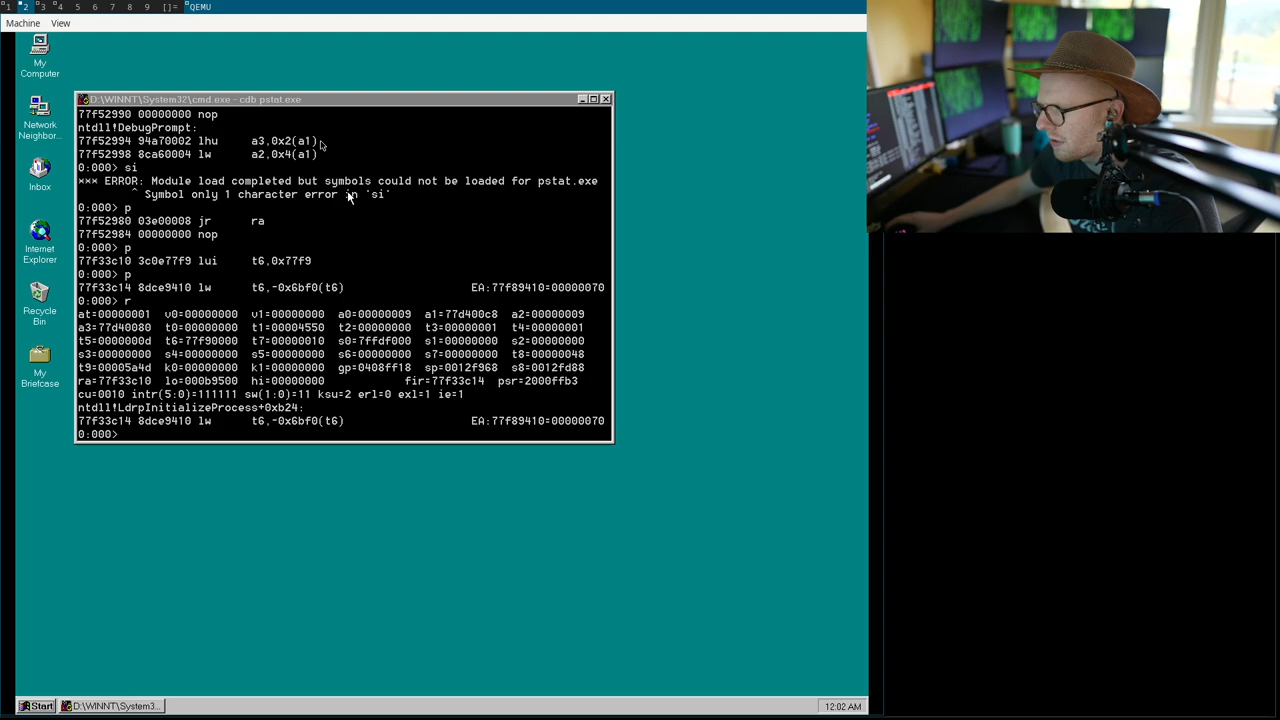 1 2 3 4 5 6 7 8 9 []= QEMU
Machine View
My
Computer
Network
Neighbor...
Inbox
Internet
Explorer
Recycle
Bin
My
Briefcase
D:\WINNT\System32\cmd.exe - cdb pstat.exe
77f52990 00000000 nop
ntdll!DebugPrompt:
77f52994 94a70002 lhu a3,0x2(a1)
77f52998 8ca60004 lw a2,0x4(a1)
0:000> si
*** ERROR: Module load completed but symbols could not be loaded for pstat.exe
^ Symbol only 1 character error in 'si'
0:000> p
77f52980 03e00008 jr ra
77f52984 00000000 nop
0:000> p
77f33c10 3c0e77f9 lui t6,0x77f9
0:000> p
77f33c14 8dce9410 lw t6,-0x6bf0(t6) EA:77f89410=00000070
0:000> r
at=00000001 v0=00000000 v1=00000000 a0=00000009 a1=77d400c8 a2=00000009
a3=77d40080 t0=00000000 t1=00004550 t2=00000000 t3=00000001 t4=00000001
t5=0000000d t6=77f90000 t7=00000010 s0=7ffdf000 s1=00000000 s2=00000000
s3=00000000 s4=00000000 s5=00000000 s6=00000000 s7=00000000 t8=00000048
t9=00005a4d k0=00000000 k1=00000000 gp=0408ff18 sp=0012f968 s8=0012fd88
ra=77f33c10 lo=000b9500 hi=00000000 fir=77f33c14 psr=2000ffb3
cu=0010 intr(5:0)=111111 sw(1:0)=11 ksu=2 erl=0 exl=1 ie=1
ntdll!LdrpInitializeProcess+0xb24:
77f33c14 8dce9410 lw t6,-0x6bf0(t6) EA:77f89410=00000070
0:000>
Start D:\WINNT\System3... 12:02 AM